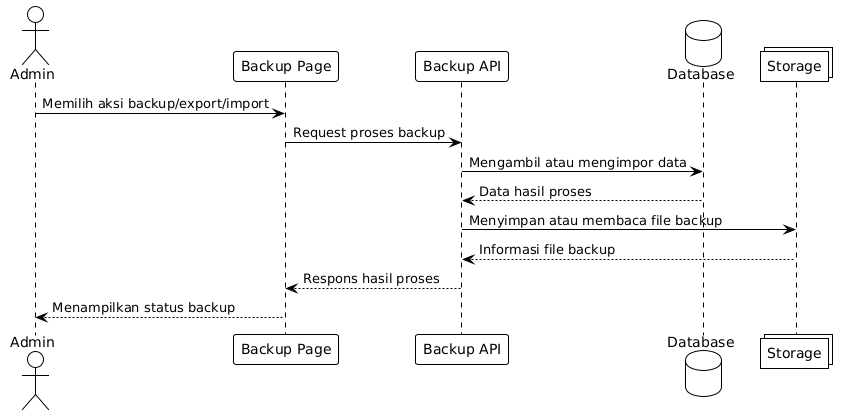 Admin
Backup Page
Backup API
Database
Storage
Memilih aksi backup/export/import
Request proses backup
Mengambil atau mengimpor data
Data hasil proses
Menyimpan atau membaca file backup
Informasi file backup
Respons hasil proses
Menampilkan status backup
Admin
Backup Page
Backup API
Database
Storage